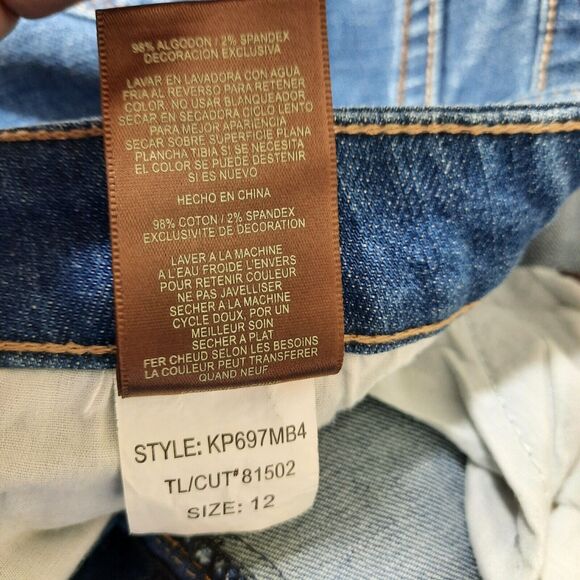 98% ALGODON / 2% SPANDEX
DECORACION EXCLUSIVA
LAVAR EN LAVADORA CON AGUA
FRIA AL REVERSO PARA RETENER
COLOR. NO USAR BLANQUEADOR
SECAR EN SECADORA CICLO LENTO
PARA MEJOR APARIENCIA
SECAR SOBRE SUPERFICIE PLANA
PLANCHA TIBIA SI SE NECESITA
EL COLOR SE PUEDE DESTENIR
SI ES NUEVO
HECHO EN CHINA
98% COTON / 2% SPANDEX
EXCLUSIVITE DE DECORATION
LAVER A LA MACHINE
A L'EAU FROIDE L'ENVERS
POUR RETENIR COULEUR
NE PAS JAVELLISER
SECHER A LA MACHINE
CYCLE DOUX, POUR UN
MEILLEUR SOIN
SECHER A PLAT
FER CHEUD SELON LES BESOINS
LA COULEUR PEUT TRANSFERER
QUAND NEUF
STYLE: KP697MB4
TL/CUT# 81502
SIZE: 12